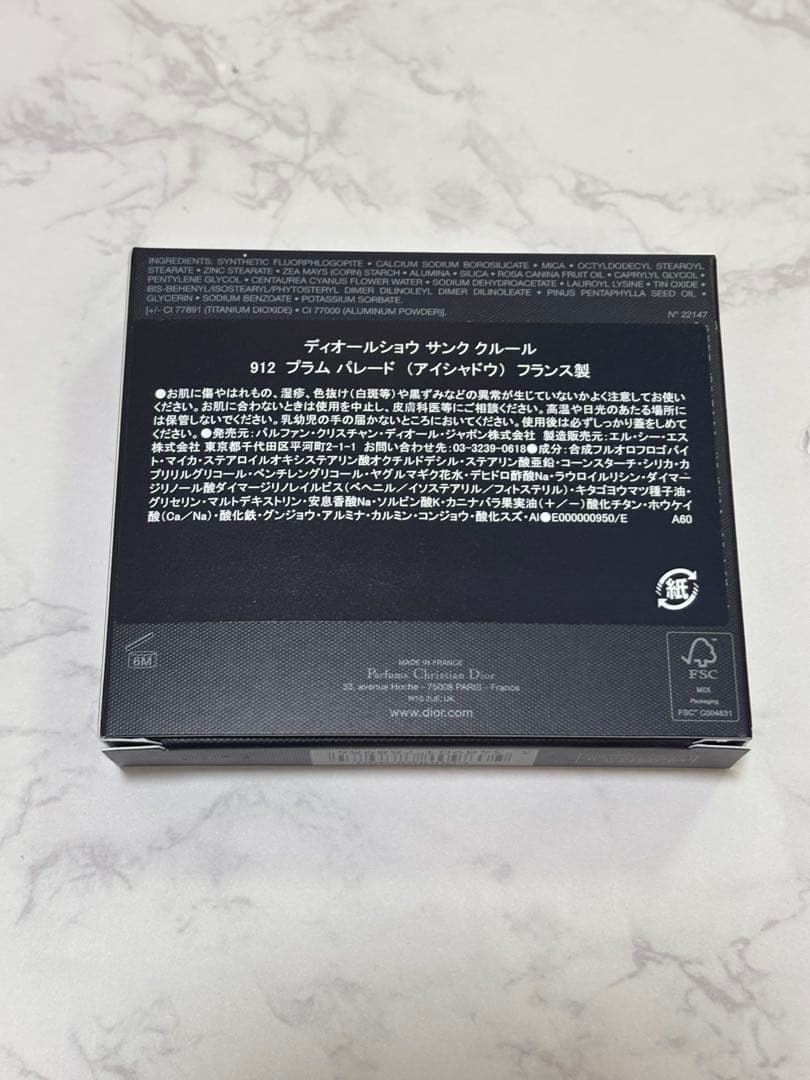 INGREDIENTS: SYNTHETIC FLUORPHLOGOPITE • CALCIUM SODIUM BOROSILICATE • MICA • OCTYLDODECYL STEAROYL
STEARATE • ZINC STEARATE • ZEA MAYS (CORN) STARCH • ALUMINA • SILICA • ROSA CANINA FRUIT OIL • CAPRYLYL GLYCOL •
PENTYLENE GLYCOL • CENTAUREA CYANUS FLOWER WATER • SODIUM DEHYDROACETATE • LAUROYL LYSINE • TIN OXIDE •
BIS-BEHENYL/ISOSTEARYL/PHYTOSTERYL DIMER DILINOLEYL DIMER DILINOLEATE • PINUS PENTAPHYLLA SEED OIL •
GLYCERIN • SODIUM BENZOATE • POTASSIUM SORBATE.
[+/- CI 77891 (TITANIUM DIOXIDE) • CI 77000 (ALUMINUM POWDER)]. N° 22147
ディオールショウ サンク クルール
912 プラム パレード (アイシャドウ) フランス製
●お肌に傷やはれもの、湿疹、色抜け(白斑等)や黒ずみなどの異常が生じていないかよく注意してお使い
ください。お肌に合わないときは使用を中止し、皮膚科医等にご相談ください。高温や日光のあたる場所に
は保管しないでください。乳幼児の手の届かないところにおいてください。使用後は必ずしっかり蓋をしめて
ください。●発売元:パルファン・クリスチャン・ディオール・ジャポン株式会社 製造販売元:エル・シー・エス
株式会社 東京都千代田区平河町2-1-1 お問い合わせ先:03-3239-0618●成分:合成フルオロフロゴパイ
ト・マイカ・ステアロイルオキシステアリン酸オクチルドデシル・ステアリン酸亜鉛・コーンスターチ・シリカ・カ
プリリルグリコール・ペンチレングリコール・ヤグルマギク花水・デヒドロ酢酸Na・ラウロイルリシン・ダイマー
ジリノール酸ダイマージリノレイルビス(ベヘニル/イソステアリル/フィトステリル)・キタゴヨウマツ種子油・
グリセリン・マルトデキストリン・安息香酸Na・ソルビン酸K・カニナバラ果実油(+/-)酸化チタン・ホウケイ
酸(Ca/Na)・酸化鉄・グンジョウ・アルミナ・カルミン・コンジョウ・酸化スズ・Al●E000000950/E A60
紙
6M
MADE IN FRANCE
Parfums Christian Dior
33, avenue Hoche - 75008 PARIS - France
W1S 2UE, UK
www.dior.com
FSC
MIX
Packaging
FSC™ C004631